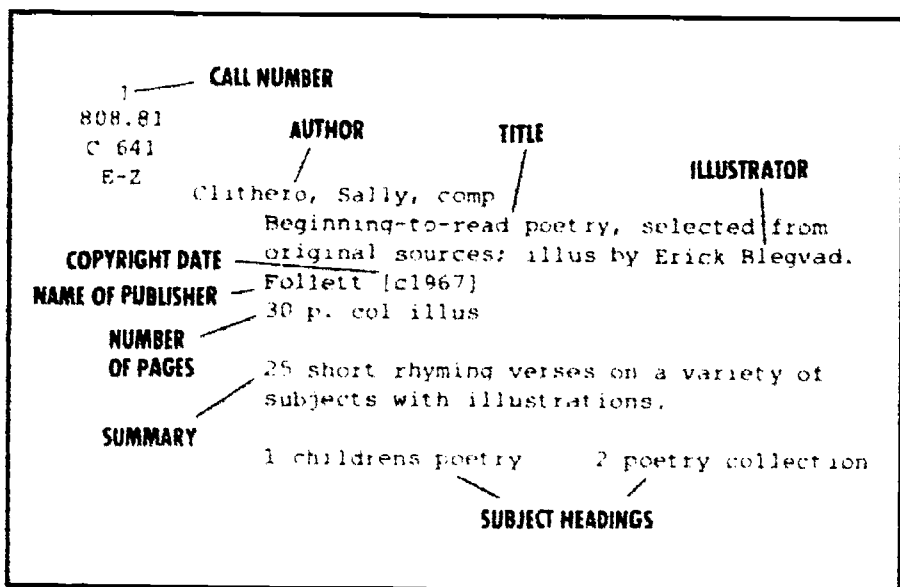 1 CALL NUMBER
808.81
C 641
E-Z
AUTHOR TITLE
ILLUSTRATOR
Clithero, Sally, comp
Beginning-to-read poetry, selected from
original sources; illus by Erick Blegvad.
COPYRIGHT DATE
NAME OF PUBLISHER Follett [c1967]
30 p. col illus
NUMBER
OF PAGES
25 short rhyming verses on a variety of
subjects with illustrations.
SUMMARY
1 childrens poetry 2 poetry collection
SUBJECT HEADINGS